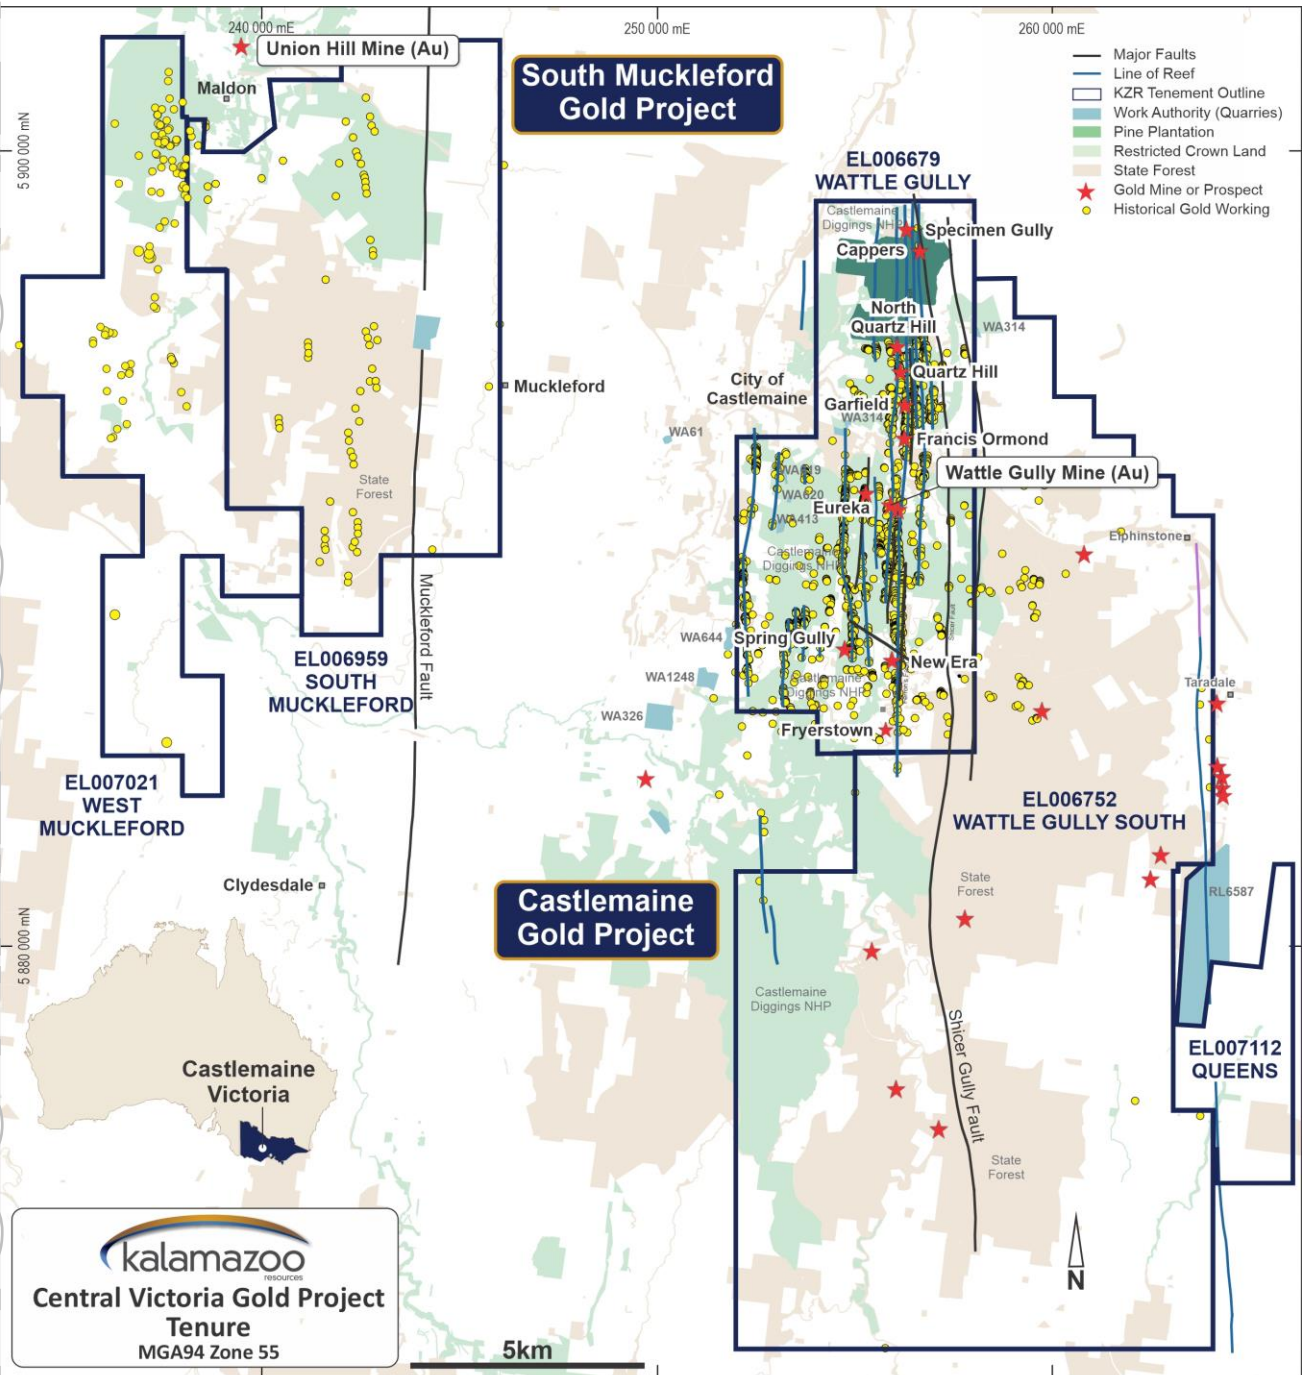 240 000 mE
250 000 mE
260 000 mE
Union Hill Mine (Au)
Maldon
South Muckleford
Gold Project
Major Faults
Line of Reef
KZR Tenement Outline
Work Authority (Quarries)
Pine Plantation
Restricted Crown Land
State Forest
Gold Mine or Prospect
Historical Gold Working
5 900 000 mN
EL006679
WATTLE GULLY
Castlemaine
Diggings NHP
Specimen Gully
Cappers
North
Quartz Hill
WA314
Quartz Hill
City of
Castlemaine
Muckleford
Garfield
WA314
WA61
Francis Ormond
Wattle Gully Mine (Au)
WA619
WA620
Eureka
WA413
State
Forest
Elphinstone
Castlemaine
Diggings NHP
Muckleford Fault
Shicer Fault
WA644
Spring Gully
New Era
EL006959
SOUTH
MUCKLEFORD
WA1248
Castlemaine
Diggings NHP
Taradale
WA326
Fryerstown
EL007021
WEST
MUCKLEFORD
EL006752
WATTLE GULLY SOUTH
Clydesdale
State
Forest
RL6587
Castlemaine
Gold Project
5 880 000 mN
Castlemaine
Diggings NHP
Shicer Gully Fault
EL007112
QUEENS
Castlemaine
Victoria
State
Forest
kalamazoo
resources
Central Victoria Gold Project
Tenure
MGA94 Zone 55
5km
N